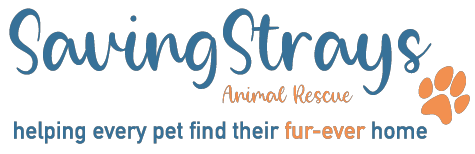 SavingStrays
Animal Rescue
helping every pet find their fur-ever home